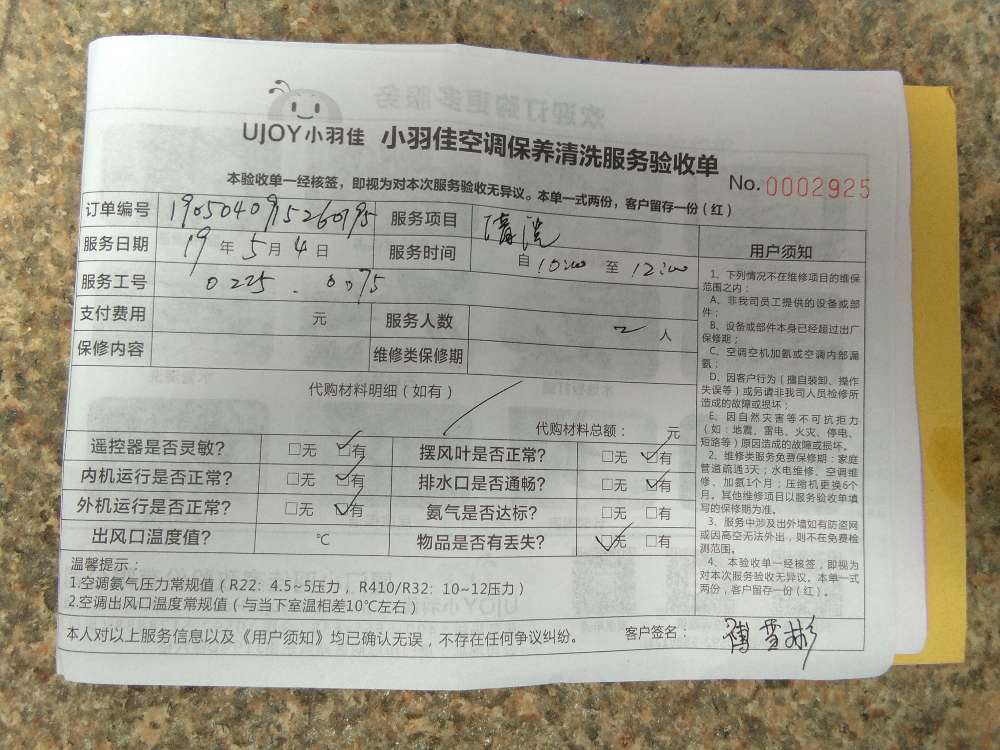 UJOY小羽佳 小羽佳空调保养清洗服务验收单
本验收单一经核签，即视为对本次服务验收无异议。本单一式两份，客户留存一份（红）
No. 0002925
订单编号 服务项目 清洗
服务日期 19 年 5 月 4 日 服务时间 自 10:00 至 12:00
服务工号 0225 . 0075
支付费用 元 服务人数 二 人
保修内容 维修类保修期
代购材料明细（如有）
代购材料总额： 元
遥控器是否灵敏？ □无 ☑有 摆风叶是否正常？ □无 ☑有
内机运行是否正常？ □无 ☑有 排水口是否通畅？ □无 ☑有
外机运行是否正常？ □无 ☑有 氨气是否达标？ □无 □有
出风口温度值？ ℃ 物品是否有丢失？ ☑无 □有
温馨提示：
1.空调氨气压力常规值（R22：4.5~5压力，R410/R32：10~12压力）
2.空调出风口温度常规值（与当下室温相差10℃左右）
本人对以上服务信息以及《用户须知》均已确认无误，不存在任何争议纠纷。 客户签名：
用户须知
1、下列情况不在维修项目的维保
范围之内：
A、非我司员工提供的设备或部
件；
B、设备或部件本身已经超过出厂
保修期；
C、空调空机加氨或空调内部漏
氨；
D、因客户行为（擅自装卸、操作
失误等）或另请非我司人员检修所
造成的故障或损坏；
E、因自然灾害等不可抗拒力
（如：地震、雷电、火灾、停电、
短路等）原因造成的故障或损坏。
2、维修类服务免费保修期：家庭
管道疏通3天；水电维修、空调维
修、加氨1个月；压缩机更换6个
月。其他维修项目以服务验收单填
写的保修期为准。
3、服务中涉及出外墙如有防盗网
或因高空无法外出，则不在免费检
测范围。
4、本验收单一经核签，即视为
对本次服务验收无异议。本单一式
两份，客户留存一份（红）。